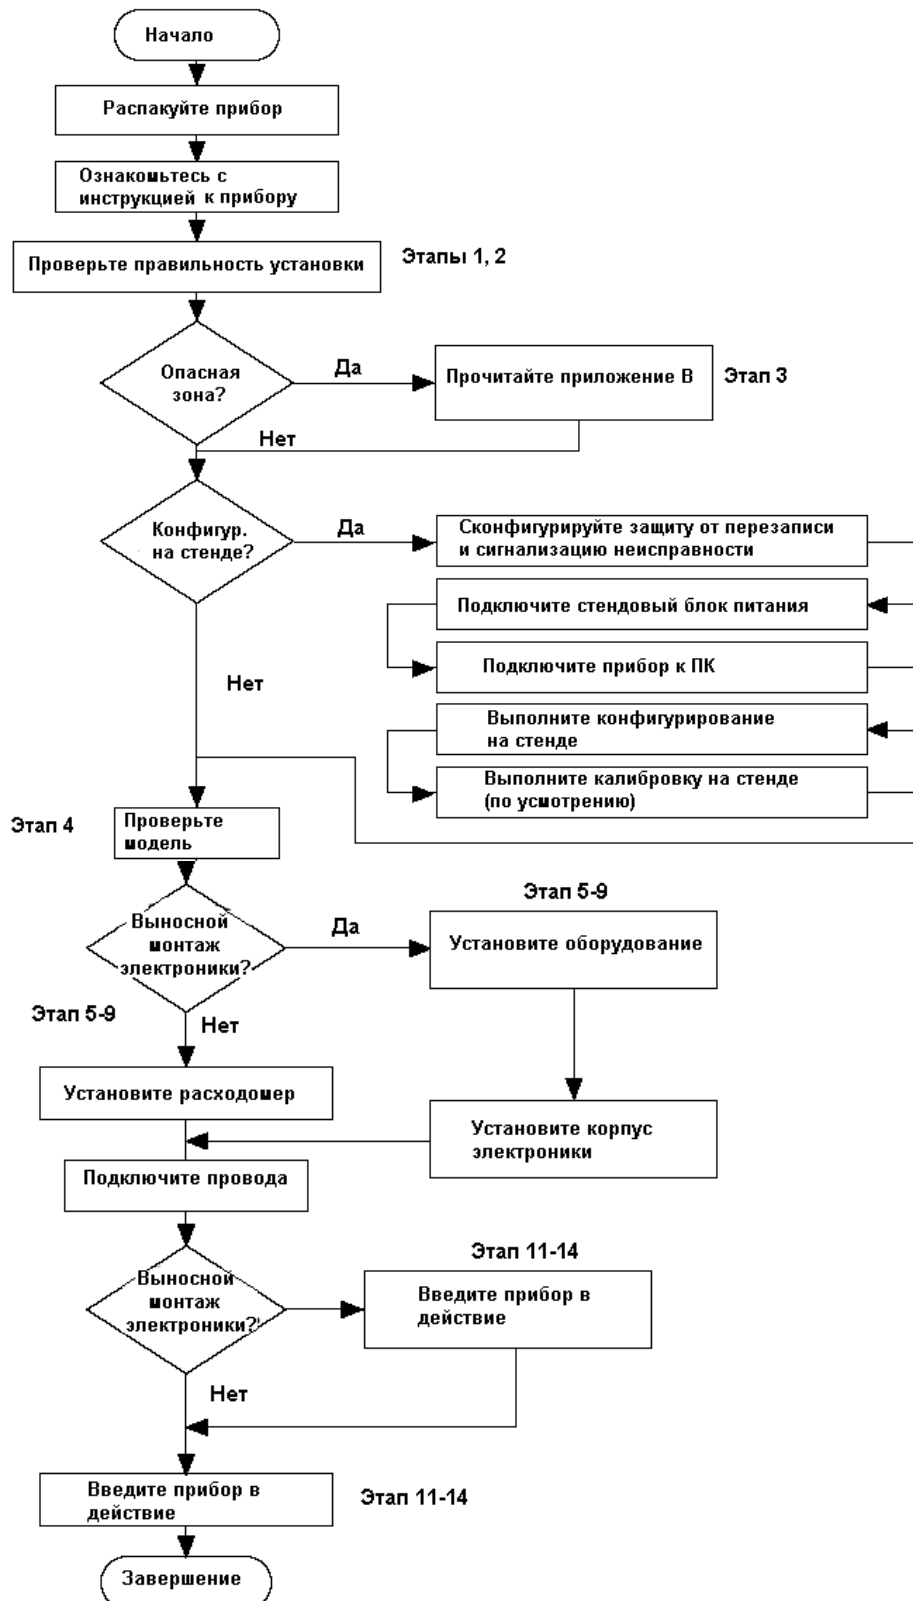 Начало
Распакуйте прибор
Ознакомьтесь с
инструкцией к прибору
Проверьте правильность установки
Этапы 1, 2
Опасная
зона?
Да
Прочитайте приложение В
Этап 3
Нет
Конфигур.
на стенде?
Да
Сконфигурируйте защиту от перезаписи
и сигнализацию неисправности
Подключите стендовый блок питания
Подключите прибор к ПК
Нет
Выполните конфигурирование
на стенде
Выполните калибровку на стенде
(по усмотрению)
Этап 4
Проверьте
модель
Этап 5-9
Выносной
монтаж
электроники?
Да
Установите оборудование
Этап 5-9
Нет
Установите расходомер
Установите корпус
электроники
Подключите провода
Этап 11-14
Выносной
монтаж
электроники?
Введите прибор в
действие
Нет
Введите прибор в
действие
Этап 11-14
Завершение